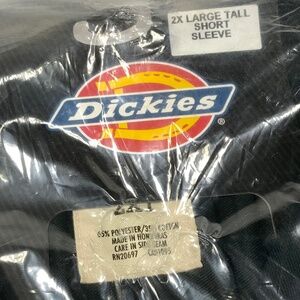 2X LARGE TALL
SHORT
SLEEVE
Dickies
®
2XT
65% POLYESTER/35% COTTON
MADE IN HONDURAS
CARE IN SIDE SEAM
RN20697